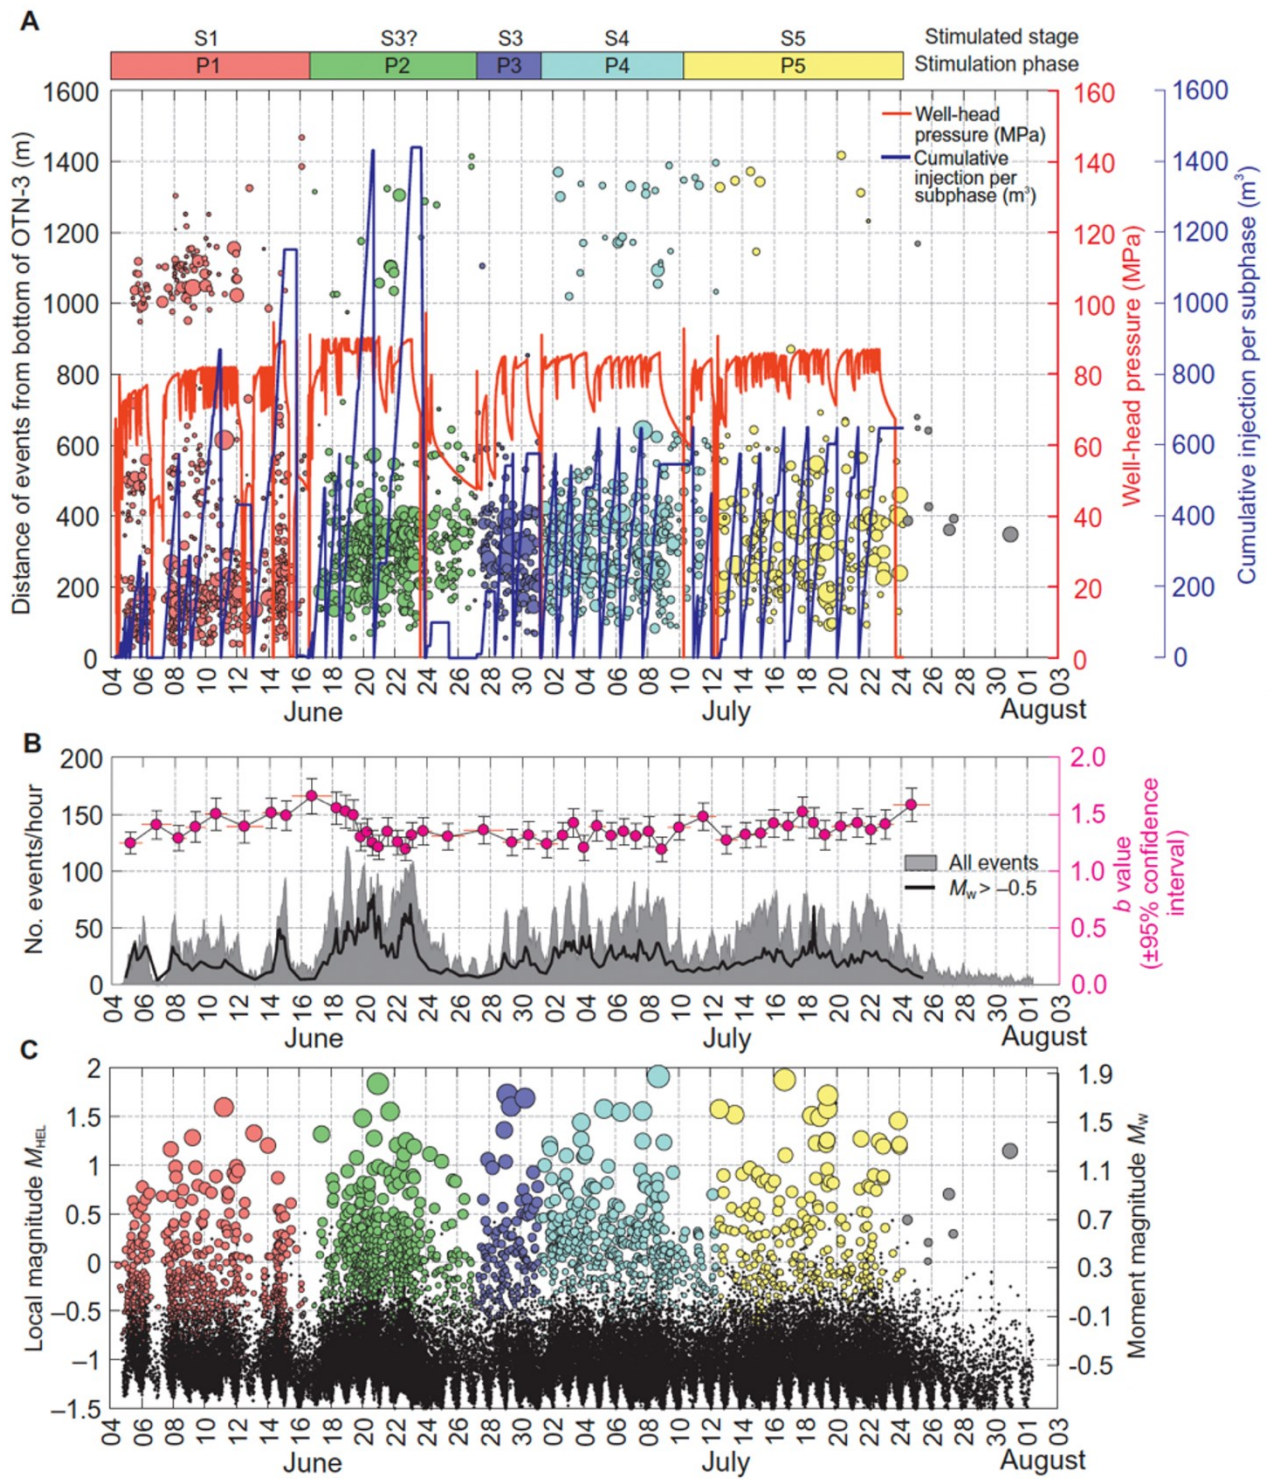 A
S1 S3? S3 S4 S5 Stimulated stage
P1 P2 P3 P4 P5 Stimulation phase
1600 160 1600
1400 140 1400
1200 120 1200
1000 100 1000
800 80 800
600 60 600
400 40 400
200 20 200
0 0 0
Distance of events from bottom of OTN-3 (m)
Well-head
pressure (MPa)
Cumulative
injection per
subphase (m³)
Well-head pressure (MPa)
Cumulative injection per subphase (m³)
04 06 08 10 12 14 16 18 20 22 24 26 28 30 02 04 06 08 10 12 14 16 18 20 22 24 26 28 30 01 03
June July August
B
200 2.0
150 1.5
100 1.0
50 0.5
0 0.0
No. events/hour
All events
Mw > –0.5
b value
(±95% confidence
interval)
04 06 08 10 12 14 16 18 20 22 24 26 28 30 02 04 06 08 10 12 14 16 18 20 22 24 26 28 30 01 03
June July August
C
2 1.9
1.5 1.5
1 1.1
0.5 0.7
0 0.3
–0.5 -0.1
–1 -0.5
–1.5
Local magnitude MHEL
Moment magnitude Mw
04 06 08 10 12 14 16 18 20 22 24 26 28 30 02 04 06 08 10 12 14 16 18 20 22 24 26 28 30 01 03
June July August